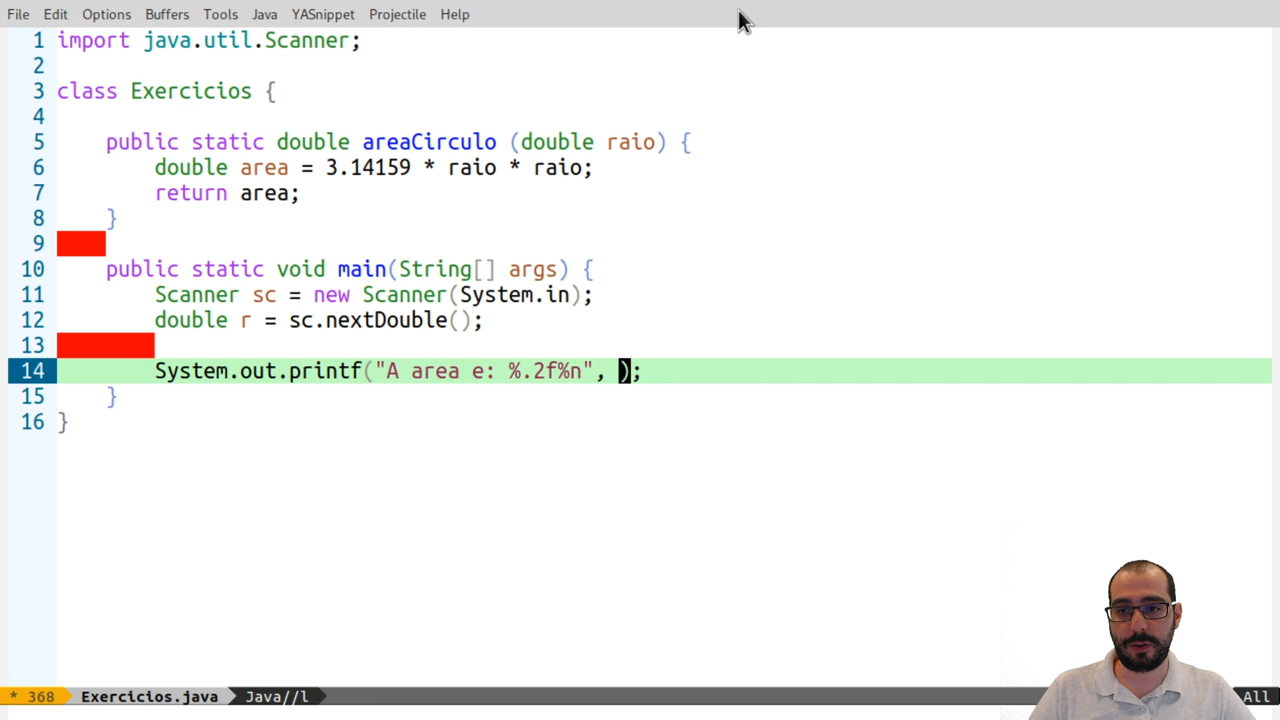 File Edit Options Buffers Tools Java YASnippet Projectile Help
1 import java.util.Scanner;
2
3 class Exercicios {
4
5 public static double areaCirculo (double raio) {
6 double area = 3.14159 * raio * raio;
7 return area;
8 }
9
10 public static void main(String[] args) {
11 Scanner sc = new Scanner(System.in);
12 double r = sc.nextDouble();
13
14 System.out.printf("A area e: %.2f%n", );
15 }
16 }
* 368 Exercicios.java Java//l All